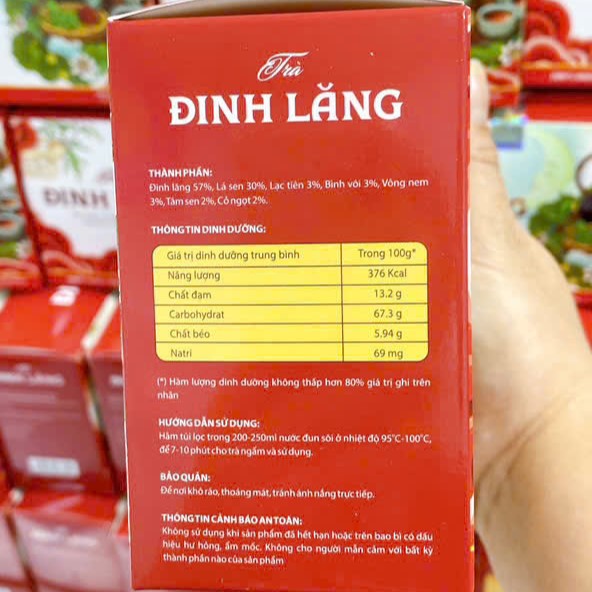 Trà
ĐINH LĂNG
THÀNH PHẦN:
Đinh lăng 57%, Lá sen 30%, Lạc tiên 3%, Bình vôi 3%, Vông nem
3%, Tâm sen 2%, Cỏ ngọt 2%.
THÔNG TIN DINH DƯỠNG:
Giá trị dinh dưỡng trung bình Trong 100g*
Năng lượng 376 Kcal
Chất đạm 13.2 g
Carbohydrat 67.3 g
Chất béo 5.94 g
Natri 69 mg
(*) Hàm lượng dinh dưỡng không thấp hơn 80% giá trị ghi trên
nhãn
HƯỚNG DẪN SỬ DỤNG:
Hãm túi lọc trong 200-250ml nước đun sôi ở nhiệt độ 95°C-100°C,
để 7-10 phút cho trà ngấm và sử dụng.
BẢO QUẢN:
Để nơi khô ráo, thoáng mát, tránh ánh nắng trực tiếp.
THÔNG TIN CẢNH BÁO AN TOÀN:
Không sử dụng khi sản phẩm đã hết hạn hoặc trên bao bì có dấu
hiệu hư hỏng, ẩm mốc. Không cho người mẫn cảm với bất kỳ
thành phần nào của sản phẩm
ĐINH
ĐINH LĂNG